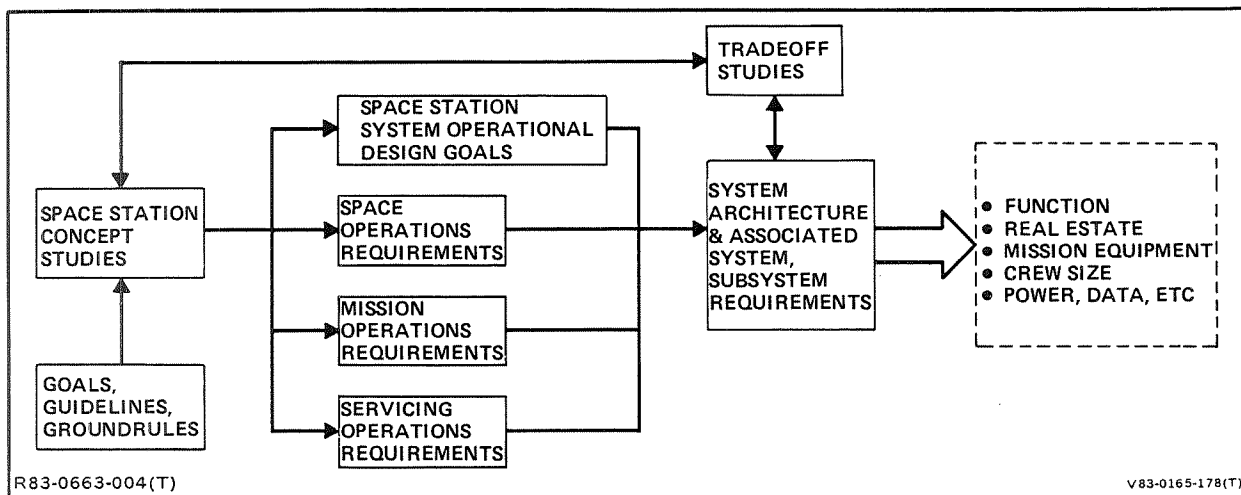 TRADEOFF
STUDIES
SPACE STATION
SYSTEM OPERATIONAL
DESIGN GOALS
SPACE STATION
CONCEPT
STUDIES
SPACE
OPERATIONS
REQUIREMENTS
SYSTEM
ARCHITECTURE
& ASSOCIATED
SYSTEM,
SUBSYSTEM
REQUIREMENTS
● FUNCTION
● REAL ESTATE
● MISSION EQUIPMENT
● CREW SIZE
● POWER, DATA, ETC
MISSION
OPERATIONS
REQUIREMENTS
GOALS,
GUIDELINES,
GROUNDRULES
SERVICING
OPERATIONS
REQUIREMENTS
R83-0663-004(T)
V83-0165-178(T)